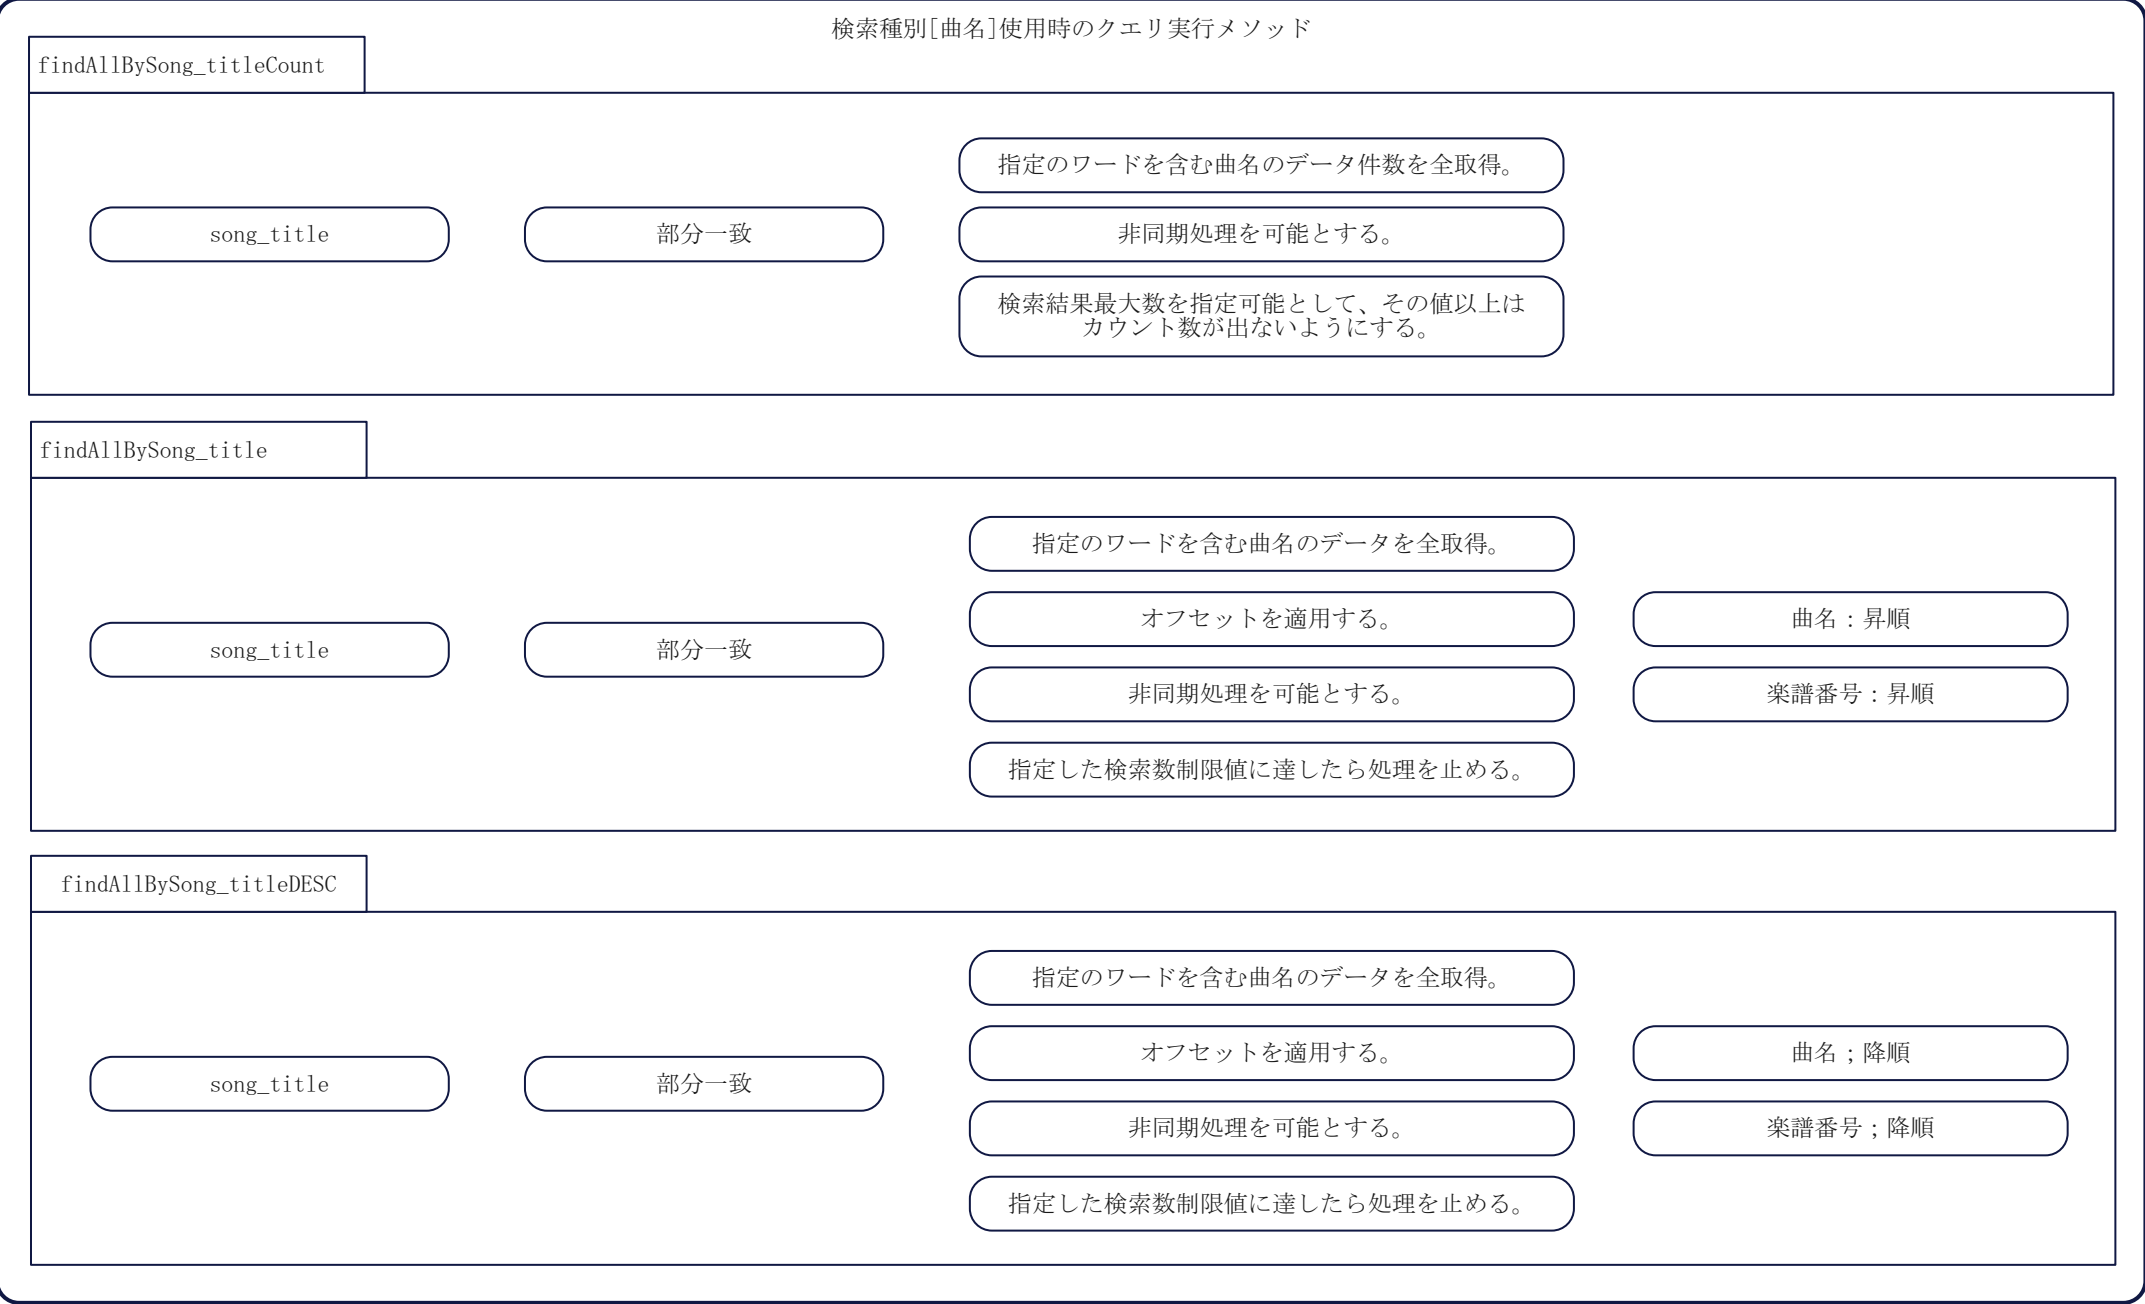 検索種別[曲名]使用時のクエリ実行メソッド
findAllBySong_titleCount
song_title
部分一致
指定のワードを含む曲名のデータ件数を全取得。
非同期処理を可能とする。
検索結果最大数を指定可能として、その値以上は
カウント数が出ないようにする。
findAllBySong_title
song_title
部分一致
指定のワードを含む曲名のデータを全取得。
オフセットを適用する。
非同期処理を可能とする。
指定した検索数制限値に達したら処理を止める。
曲名：昇順
楽譜番号：昇順
findAllBySong_titleDESC
song_title
部分一致
指定のワードを含む曲名のデータを全取得。
オフセットを適用する。
非同期処理を可能とする。
指定した検索数制限値に達したら処理を止める。
曲名；降順
楽譜番号；降順